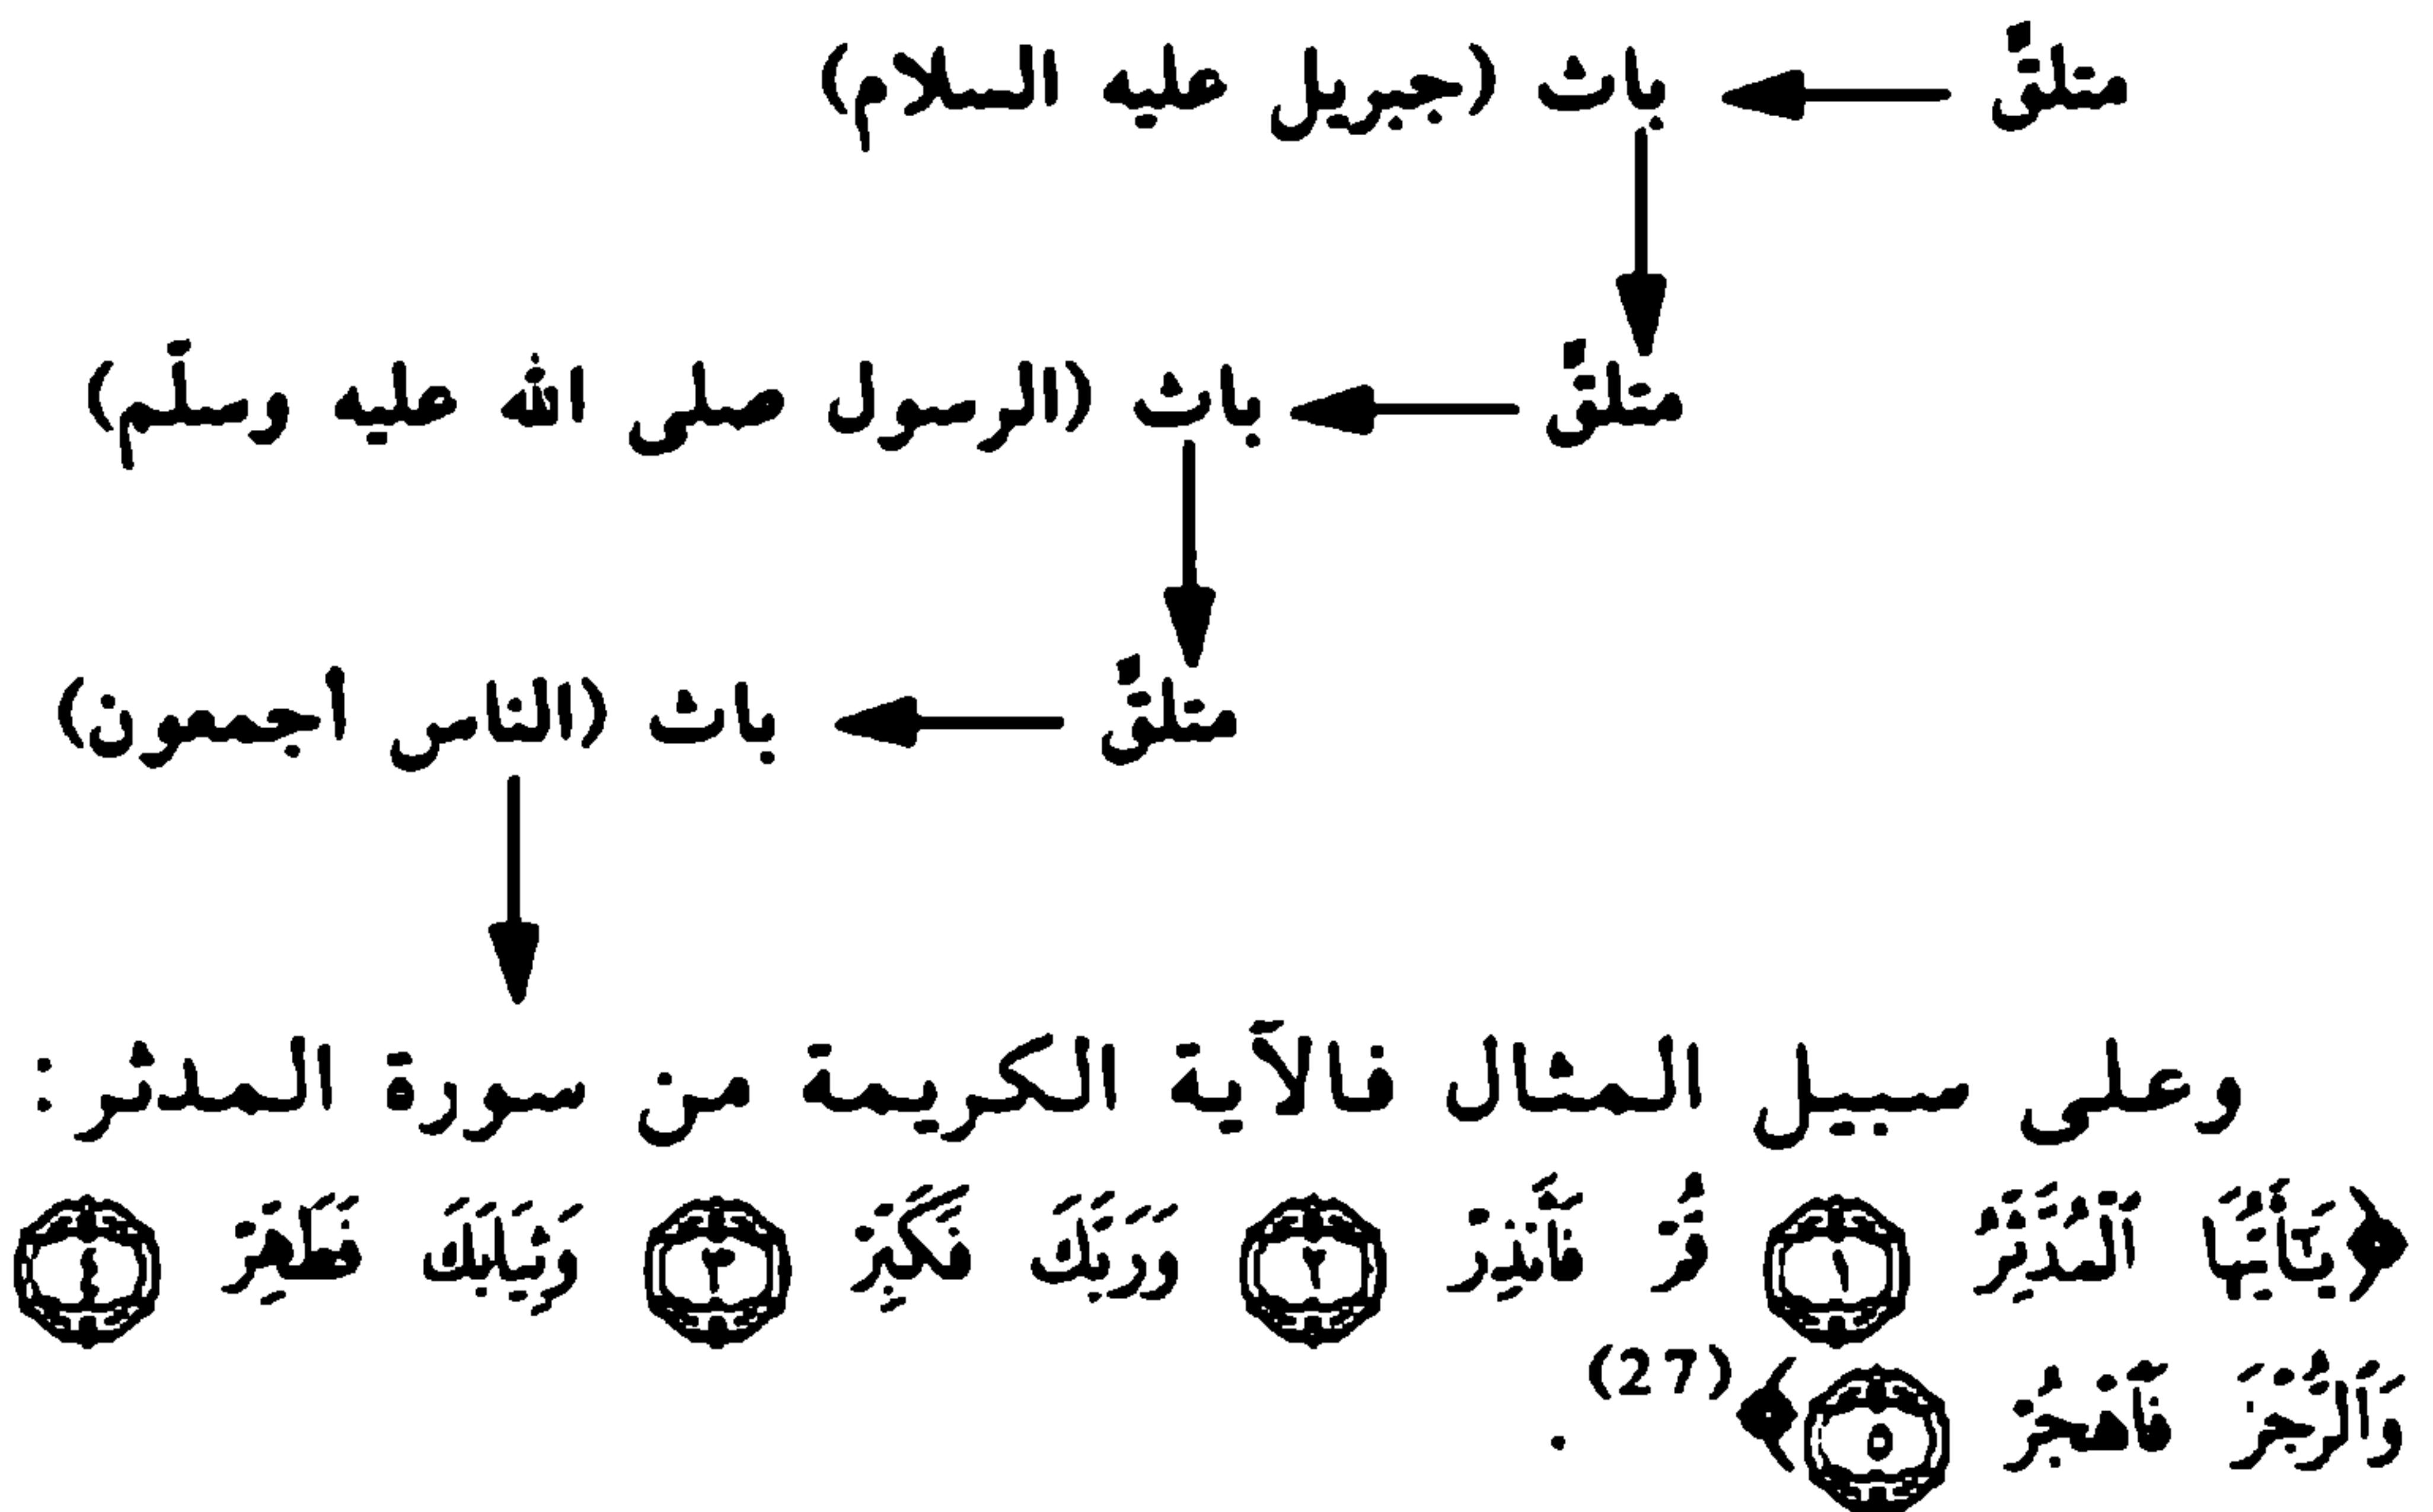 متلقٍّ باث (جبريل عليه السلام)
متلقٍّ باث (الرسول صلى الله عليه وسلّم)
متلقٍّ باث (الناس أجمعون)
وعلى سبيل المثال فالآية الكريمة من سورة المدثر:
﴿يَٰٓأَيُّهَا ٱلْمُدَّثِّرُ ١ قُمْ فَأَنذِرْ ٢ وَرَبَّكَ فَكَبِّرْ ٣ وَثِيَابَكَ فَطَهِّرْ ٤
وَٱلرُّجْزَ فَٱهْجُرْ ٥﴾(27).